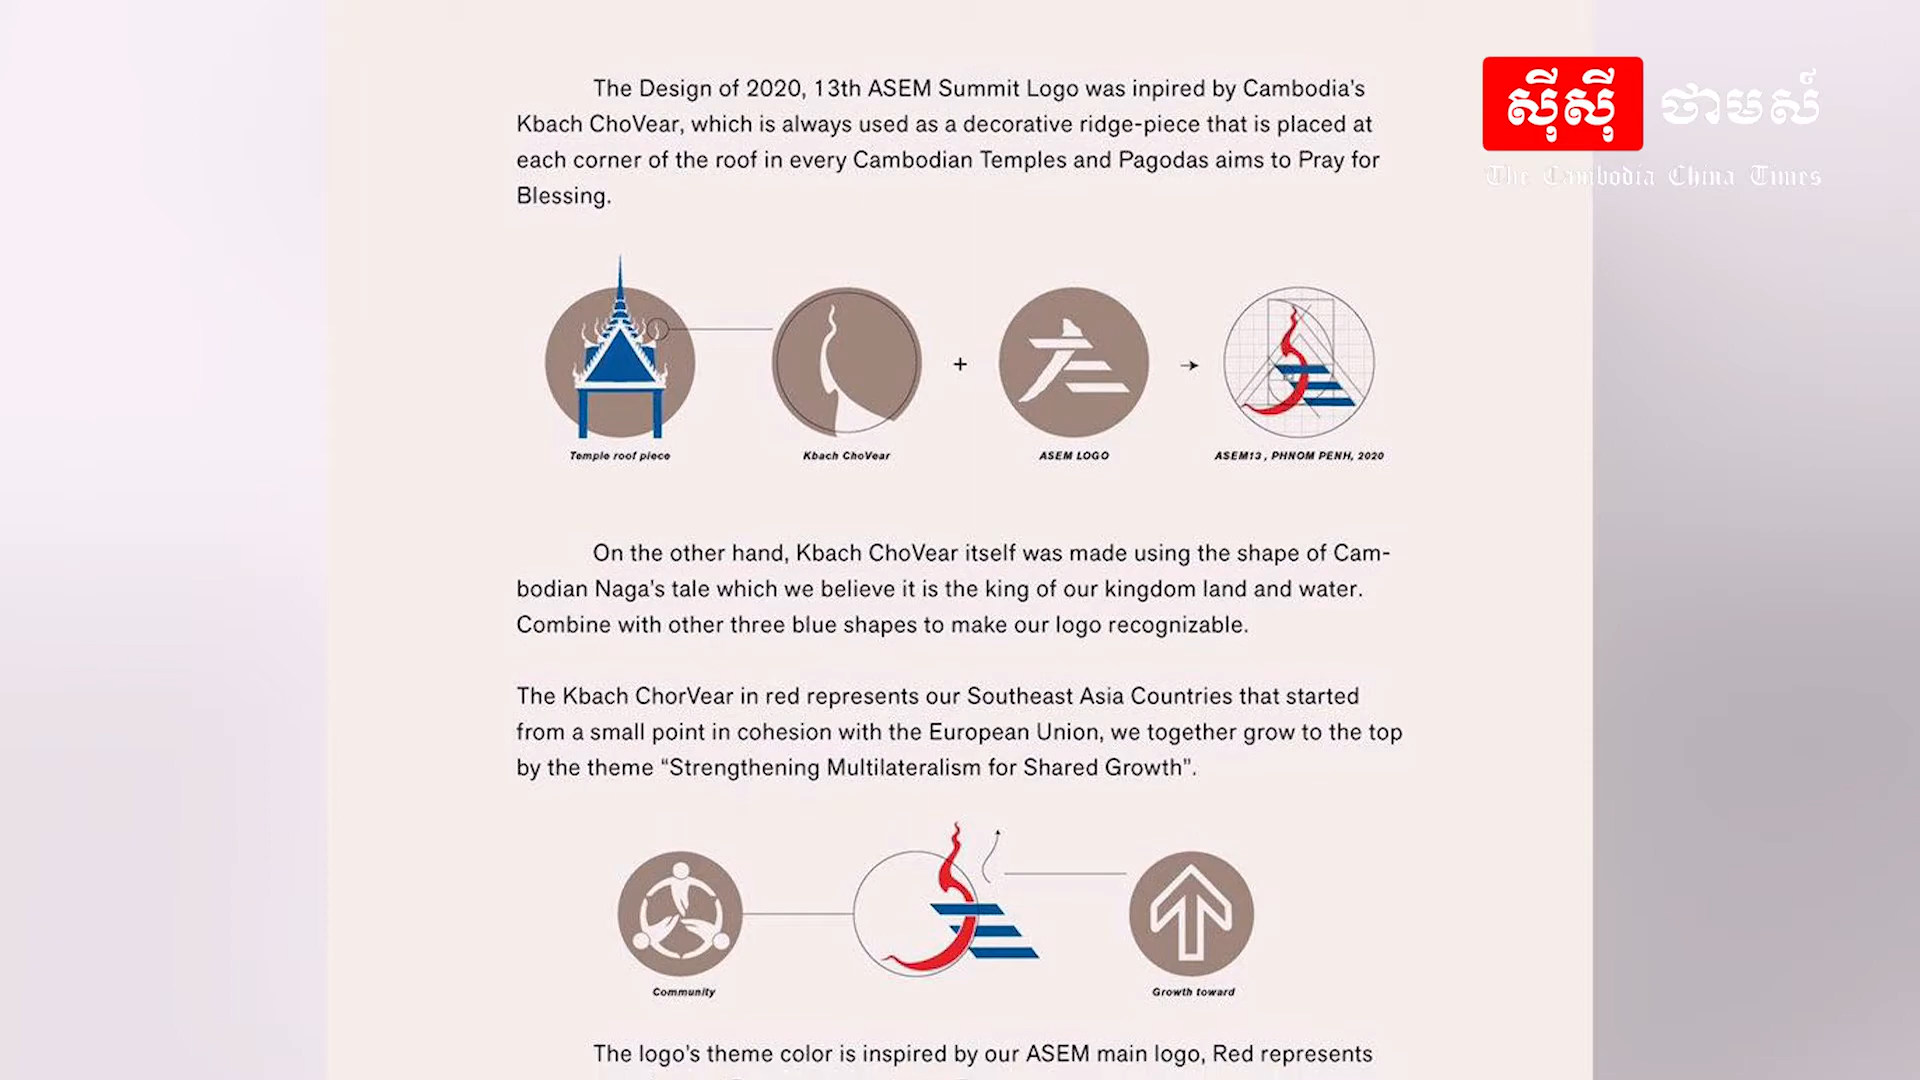 The Design of 2020, 13th ASEM Summit Logo was inpired by Cambodia's
Kbach ChoVear, which is always used as a decorative ridge-piece that is placed at
each corner of the roof in every Cambodian Temples and Pagodas aims to Pray for
Blessing.
ស៊ីស៊ី ថាមស៍
The Cambodia China Times
+
Temple roof piece
Kbach ChoVear
ASEM LOGO
ASEM13, PHNOM PENH, 2020
On the other hand, Kbach ChoVear itself was made using the shape of Cam-
bodian Naga's tale which we believe it is the king of our kingdom land and water.
Combine with other three blue shapes to make our logo recognizable.
The Kbach ChorVear in red represents our Southeast Asia Countries that started
from a small point in cohesion with the European Union, we together grow to the top
by the theme “Strengthening Multilateralism for Shared Growth”.
Community
Growth toward
The logo's theme color is inspired by our ASEM main logo, Red represents